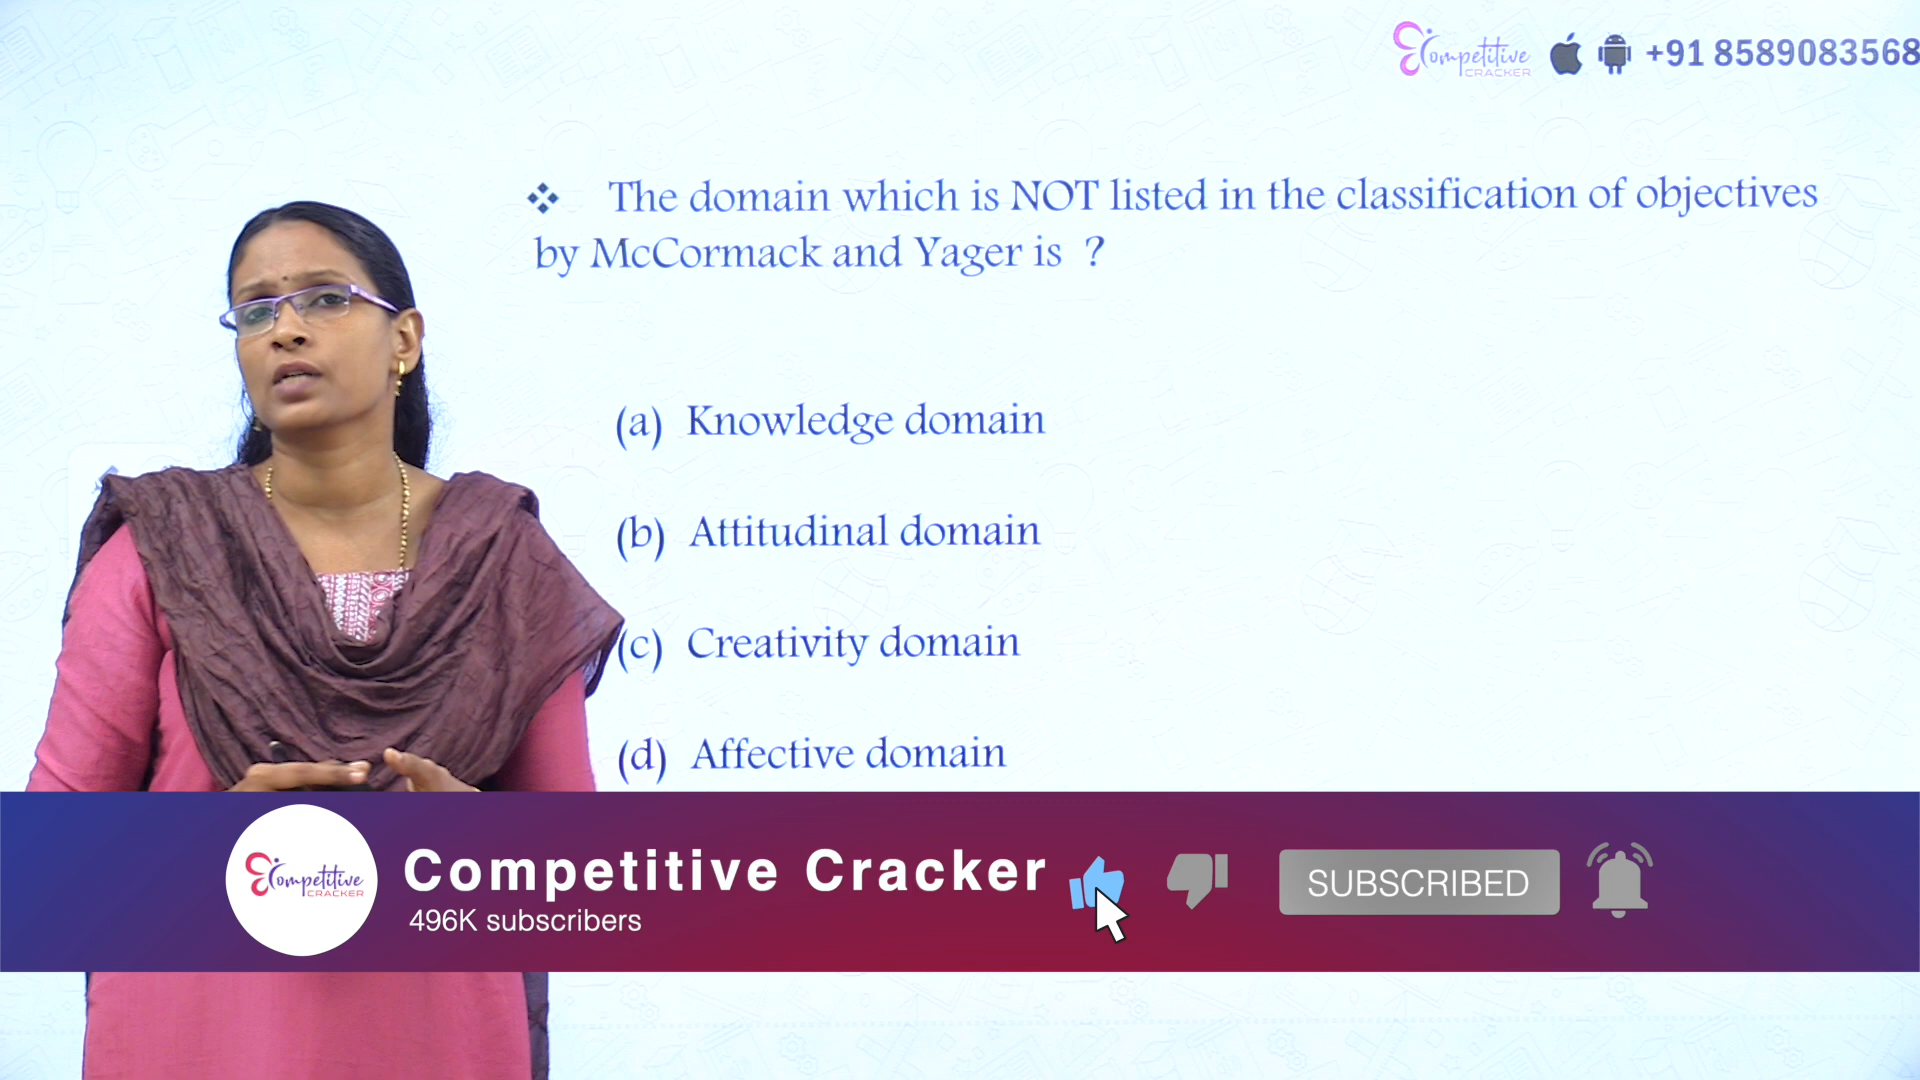 Competitive CRACKER +91 8589083568
❖ The domain which is NOT listed in the classification of objectives
by McCormack and Yager is ?
(a) Knowledge domain
(b) Attitudinal domain
(c) Creativity domain
(d) Affective domain
Competitive CRACKER
Competitive Cracker
496K subscribers
SUBSCRIBED